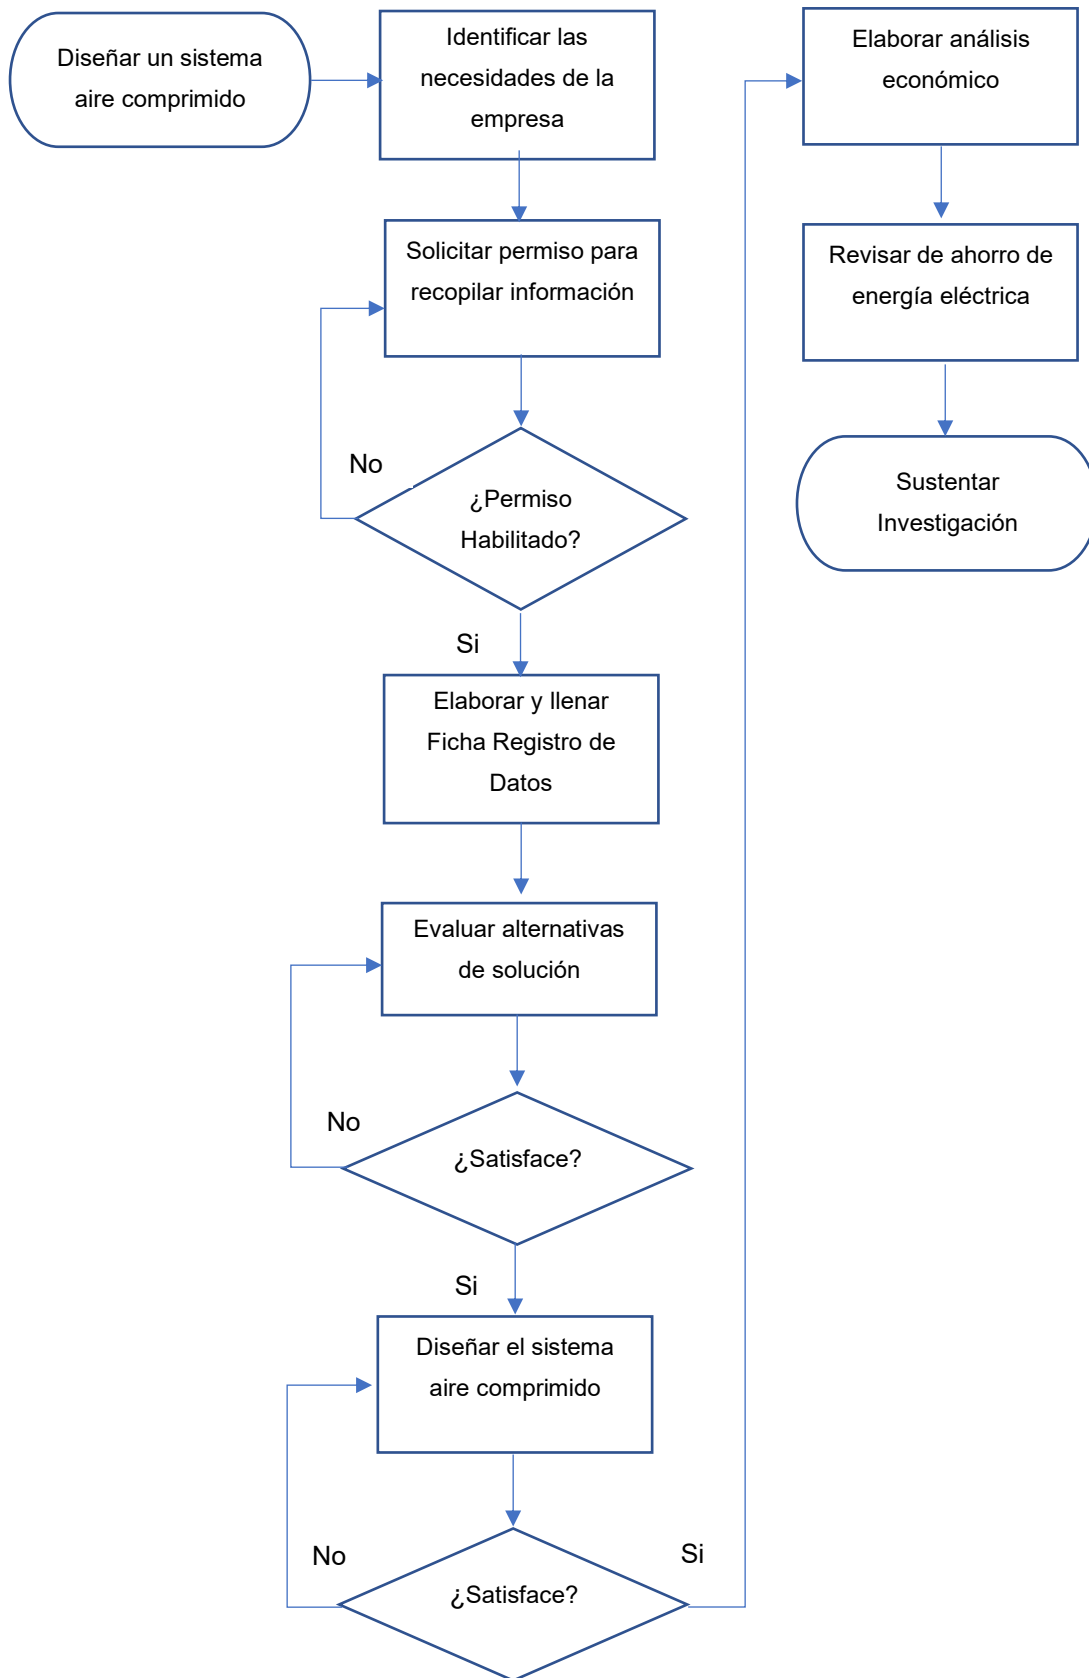 Diseñar un sistema
aire comprimido
Identificar las
necesidades de la
empresa
Solicitar permiso para
recopilar información
No
¿Permiso
Habilitado?
Si
Elaborar y llenar
Ficha Registro de
Datos
Evaluar alternativas
de solución
No
¿Satisface?
Si
Diseñar el sistema
aire comprimido
No
¿Satisface?
Si
Elaborar análisis
económico
Revisar de ahorro de
energía eléctrica
Sustentar
Investigación